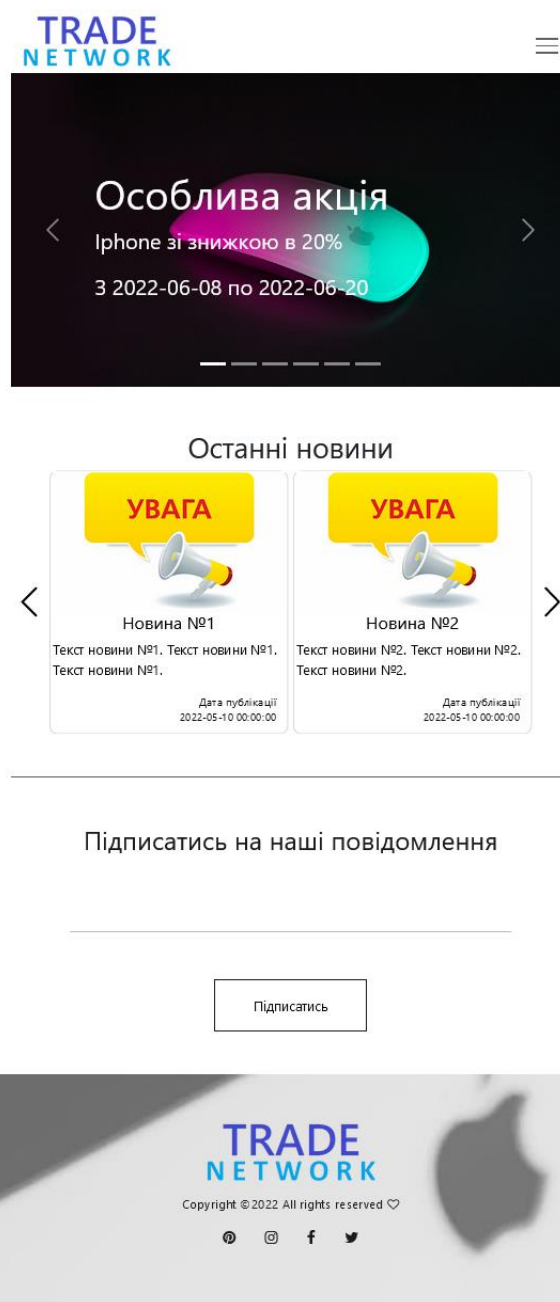 TRADE
NETWORK
Особлива акція
Iphone зі знижкою в 20%
З 2022-06-08 по 2022-06-20
Останні новини
УВАГА
Новина №1
Текст новини №1. Текст новини №1.
Текст новини №1.
Дата публікації
2022-05-10 00:00:00
УВАГА
Новина №2
Текст новини №2. Текст новини №2.
Текст новини №2.
Дата публікації
2022-05-10 00:00:00
Підписатись на наші повідомлення
Підписатись
TRADE
NETWORK
Copyright ©2022 All rights reserved ♡